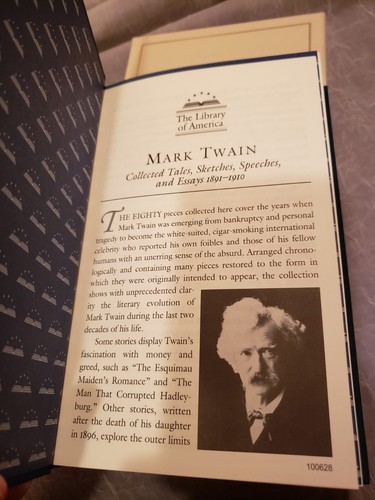 The Library
of America
MARK TWAIN
Collected Tales, Sketches, Speeches,
and Essays 1891–1910
THE EIGHTY pieces collected here cover the years when
Mark Twain was emerging from bankruptcy and personal
tragedy to become the white-suited, cigar-smoking international
celebrity who reported his own foibles and those of his fellow
humans with an unerring sense of the absurd. Arranged chrono-
logically and containing many pieces restored to the form in
which they were originally intended to appear, the collection
shows with unprecedented clar-
ity the literary evolution of
Mark Twain during the last two
decades of his life.
Some stories display Twain's
fascination with money and
greed, such as "The Esquimau
Maiden's Romance" and "The
Man That Corrupted Hadley-
burg." Other stories, written
after the death of his daughter
in 1896, explore the outer limits
100628